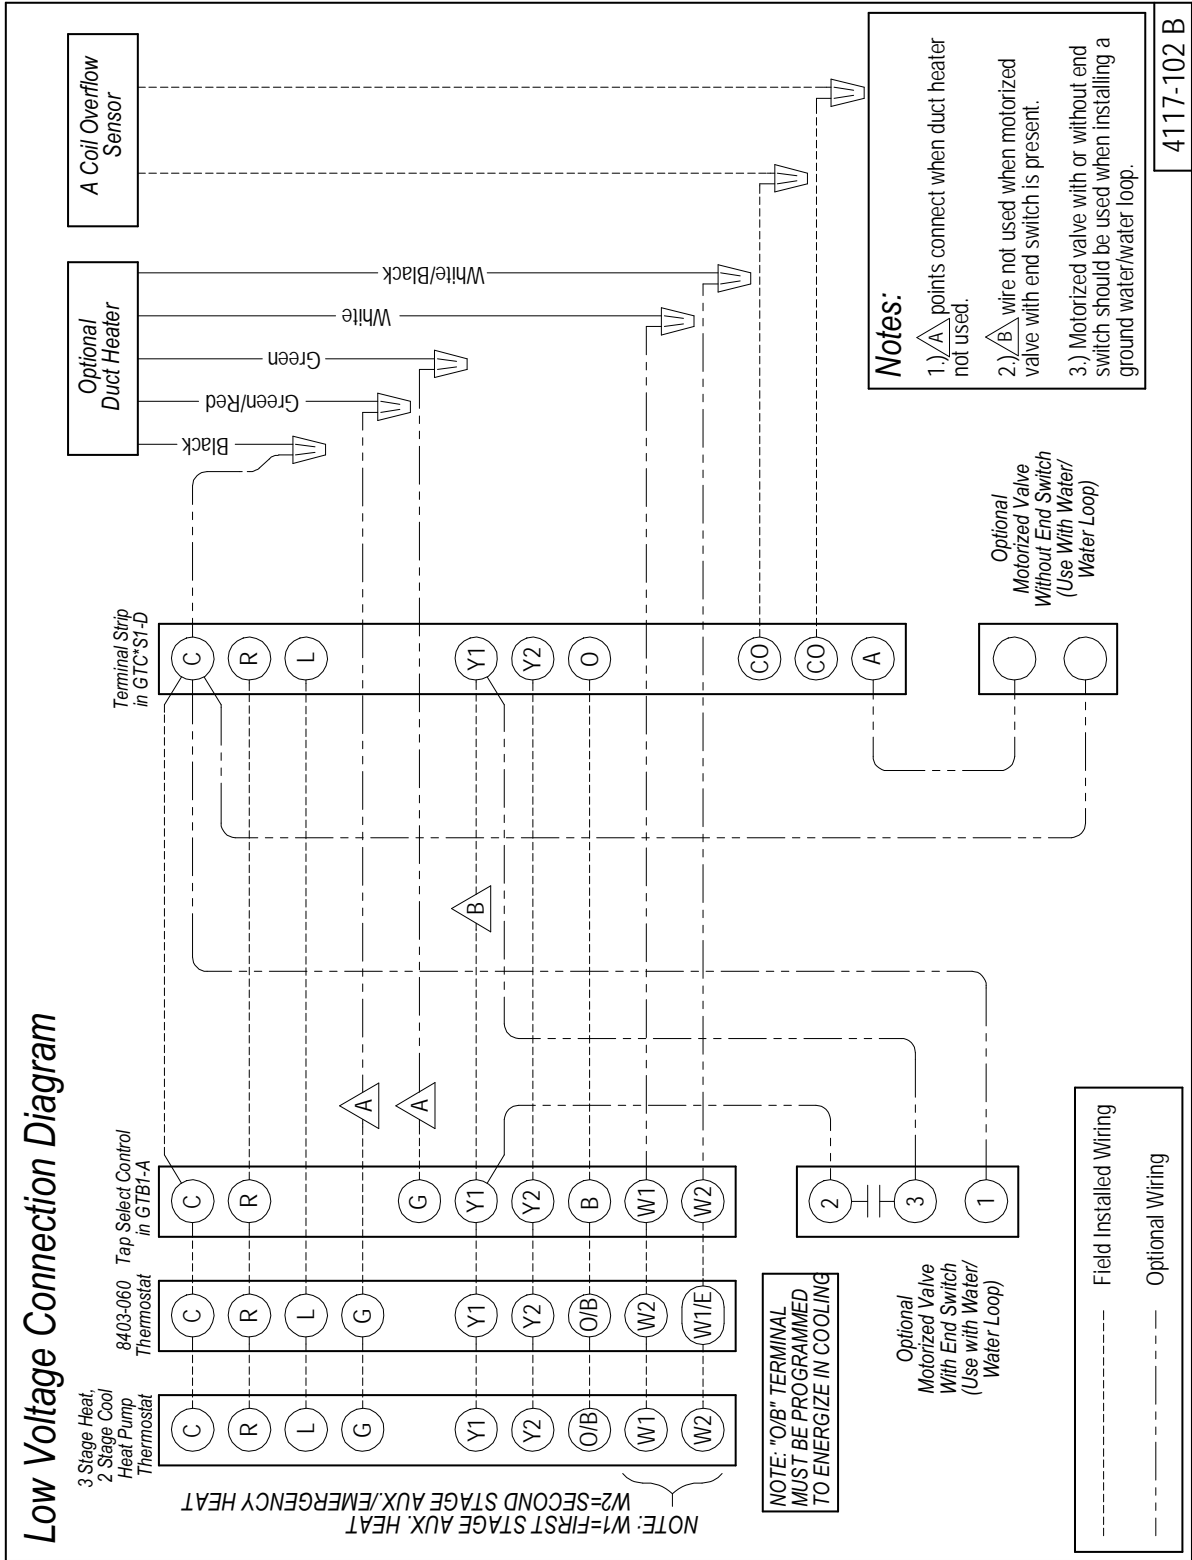 Low Voltage Connection Diagram
3 Stage Heat,
2 Stage Cool
Heat Pump
Thermostat
8403-060
Thermostat
Tap Select Control
in GTB1-A
Terminal Strip
in GTC*S1-D
Optional
Duct Heater
A Coil Overflow
Sensor
C
R
L
G
Y1
Y2
O/B
W1
W2
C
R
L
G
Y1
Y2
O/B
W2
W1/E
C
R
G
Y1
Y2
B
W1
W2
A
A
B
C
R
L
Y1
Y2
O
CO
CO
A
Black
Green/Red
Green
White
White/Black
NOTE: W1=FIRST STAGE AUX. HEAT
W2=SECOND STAGE AUX./EMERGENCY HEAT
NOTE: "O/B" TERMINAL
MUST BE PROGRAMMED
TO ENERGIZE IN COOLING
2
3
1
Optional
Motorized Valve
With End Switch
(Use with Water/
Water Loop)
Optional
Motorized Valve
Without End Switch
(Use With Water/
Water Loop)
Notes:
1.) A points connect when duct heater
not used.
2.) B wire not used when motorized
valve with end switch is present.
3.) Motorized valve with or without end
switch should be used when installing a
ground water/water loop.
Field Installed Wiring
Optional Wiring
4117-102 B